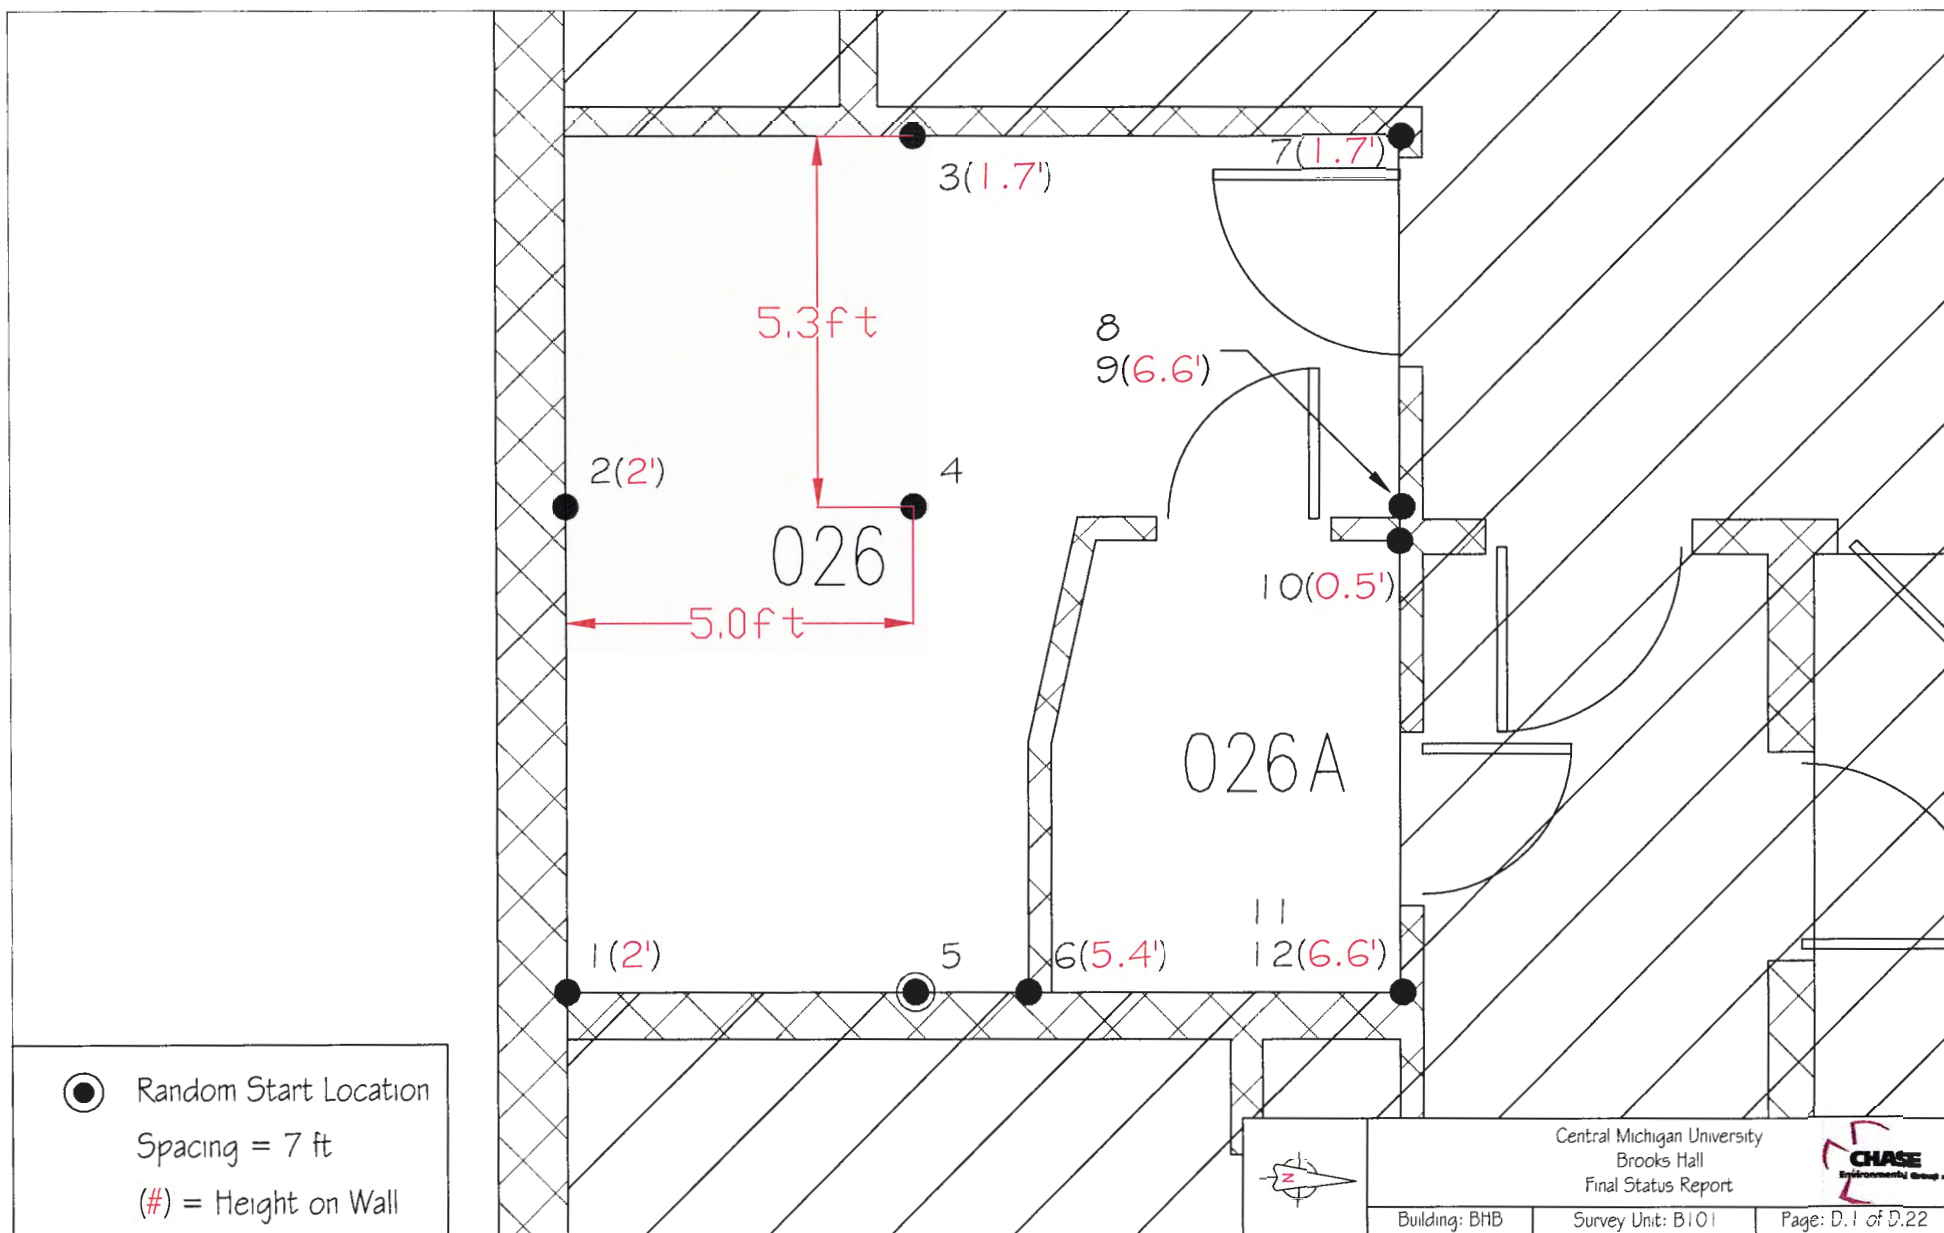 3(1.7')
7(1.7')
5.3ft
8
9(6.6')
2(2')
4
026
10(0.5')
5.0ft
026A
11
1(2')
5
6(5.4')
12(6.6')
Random Start Location
Spacing = 7 ft
(#) = Height on Wall
N
Central Michigan University
Brooks Hall
Final Status Report
CHASE
Environmental Group
Building: BHB
Survey Unit: B101
Page: D.1 of D.22